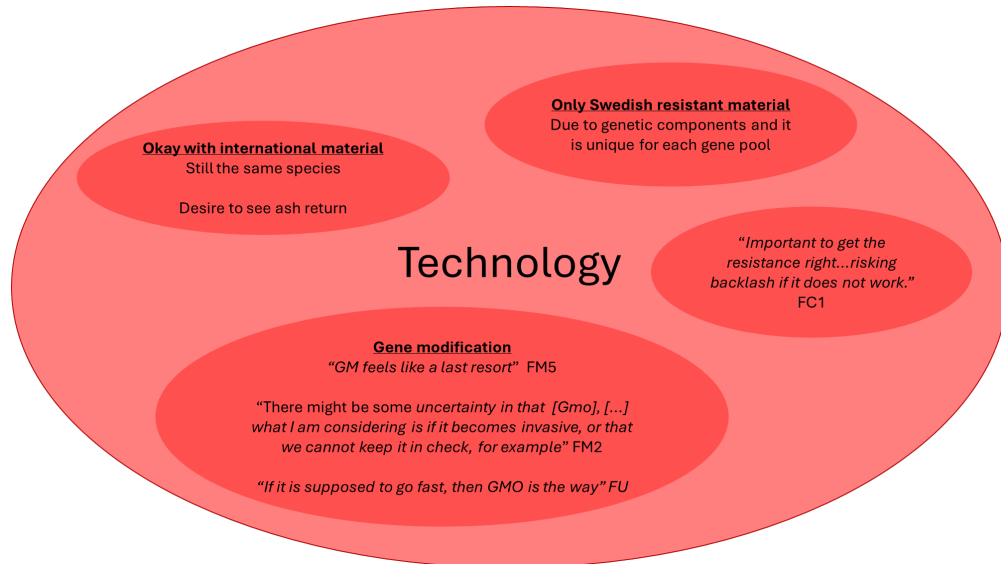 Okay with international material
Still the same species
Desire to see ash return
Only Swedish resistant material
Due to genetic components and it
is unique for each gene pool
Technology
“Important to get the
resistance right...risking
backlash if it does not work.”
FC1
Gene modification
“GM feels like a last resort” FM5
“There might be some uncertainty in that [Gmo], [...]
what I am considering is if it becomes invasive, or that
we cannot keep it in check, for example” FM2
“If it is supposed to go fast, then GMO is the way” FU